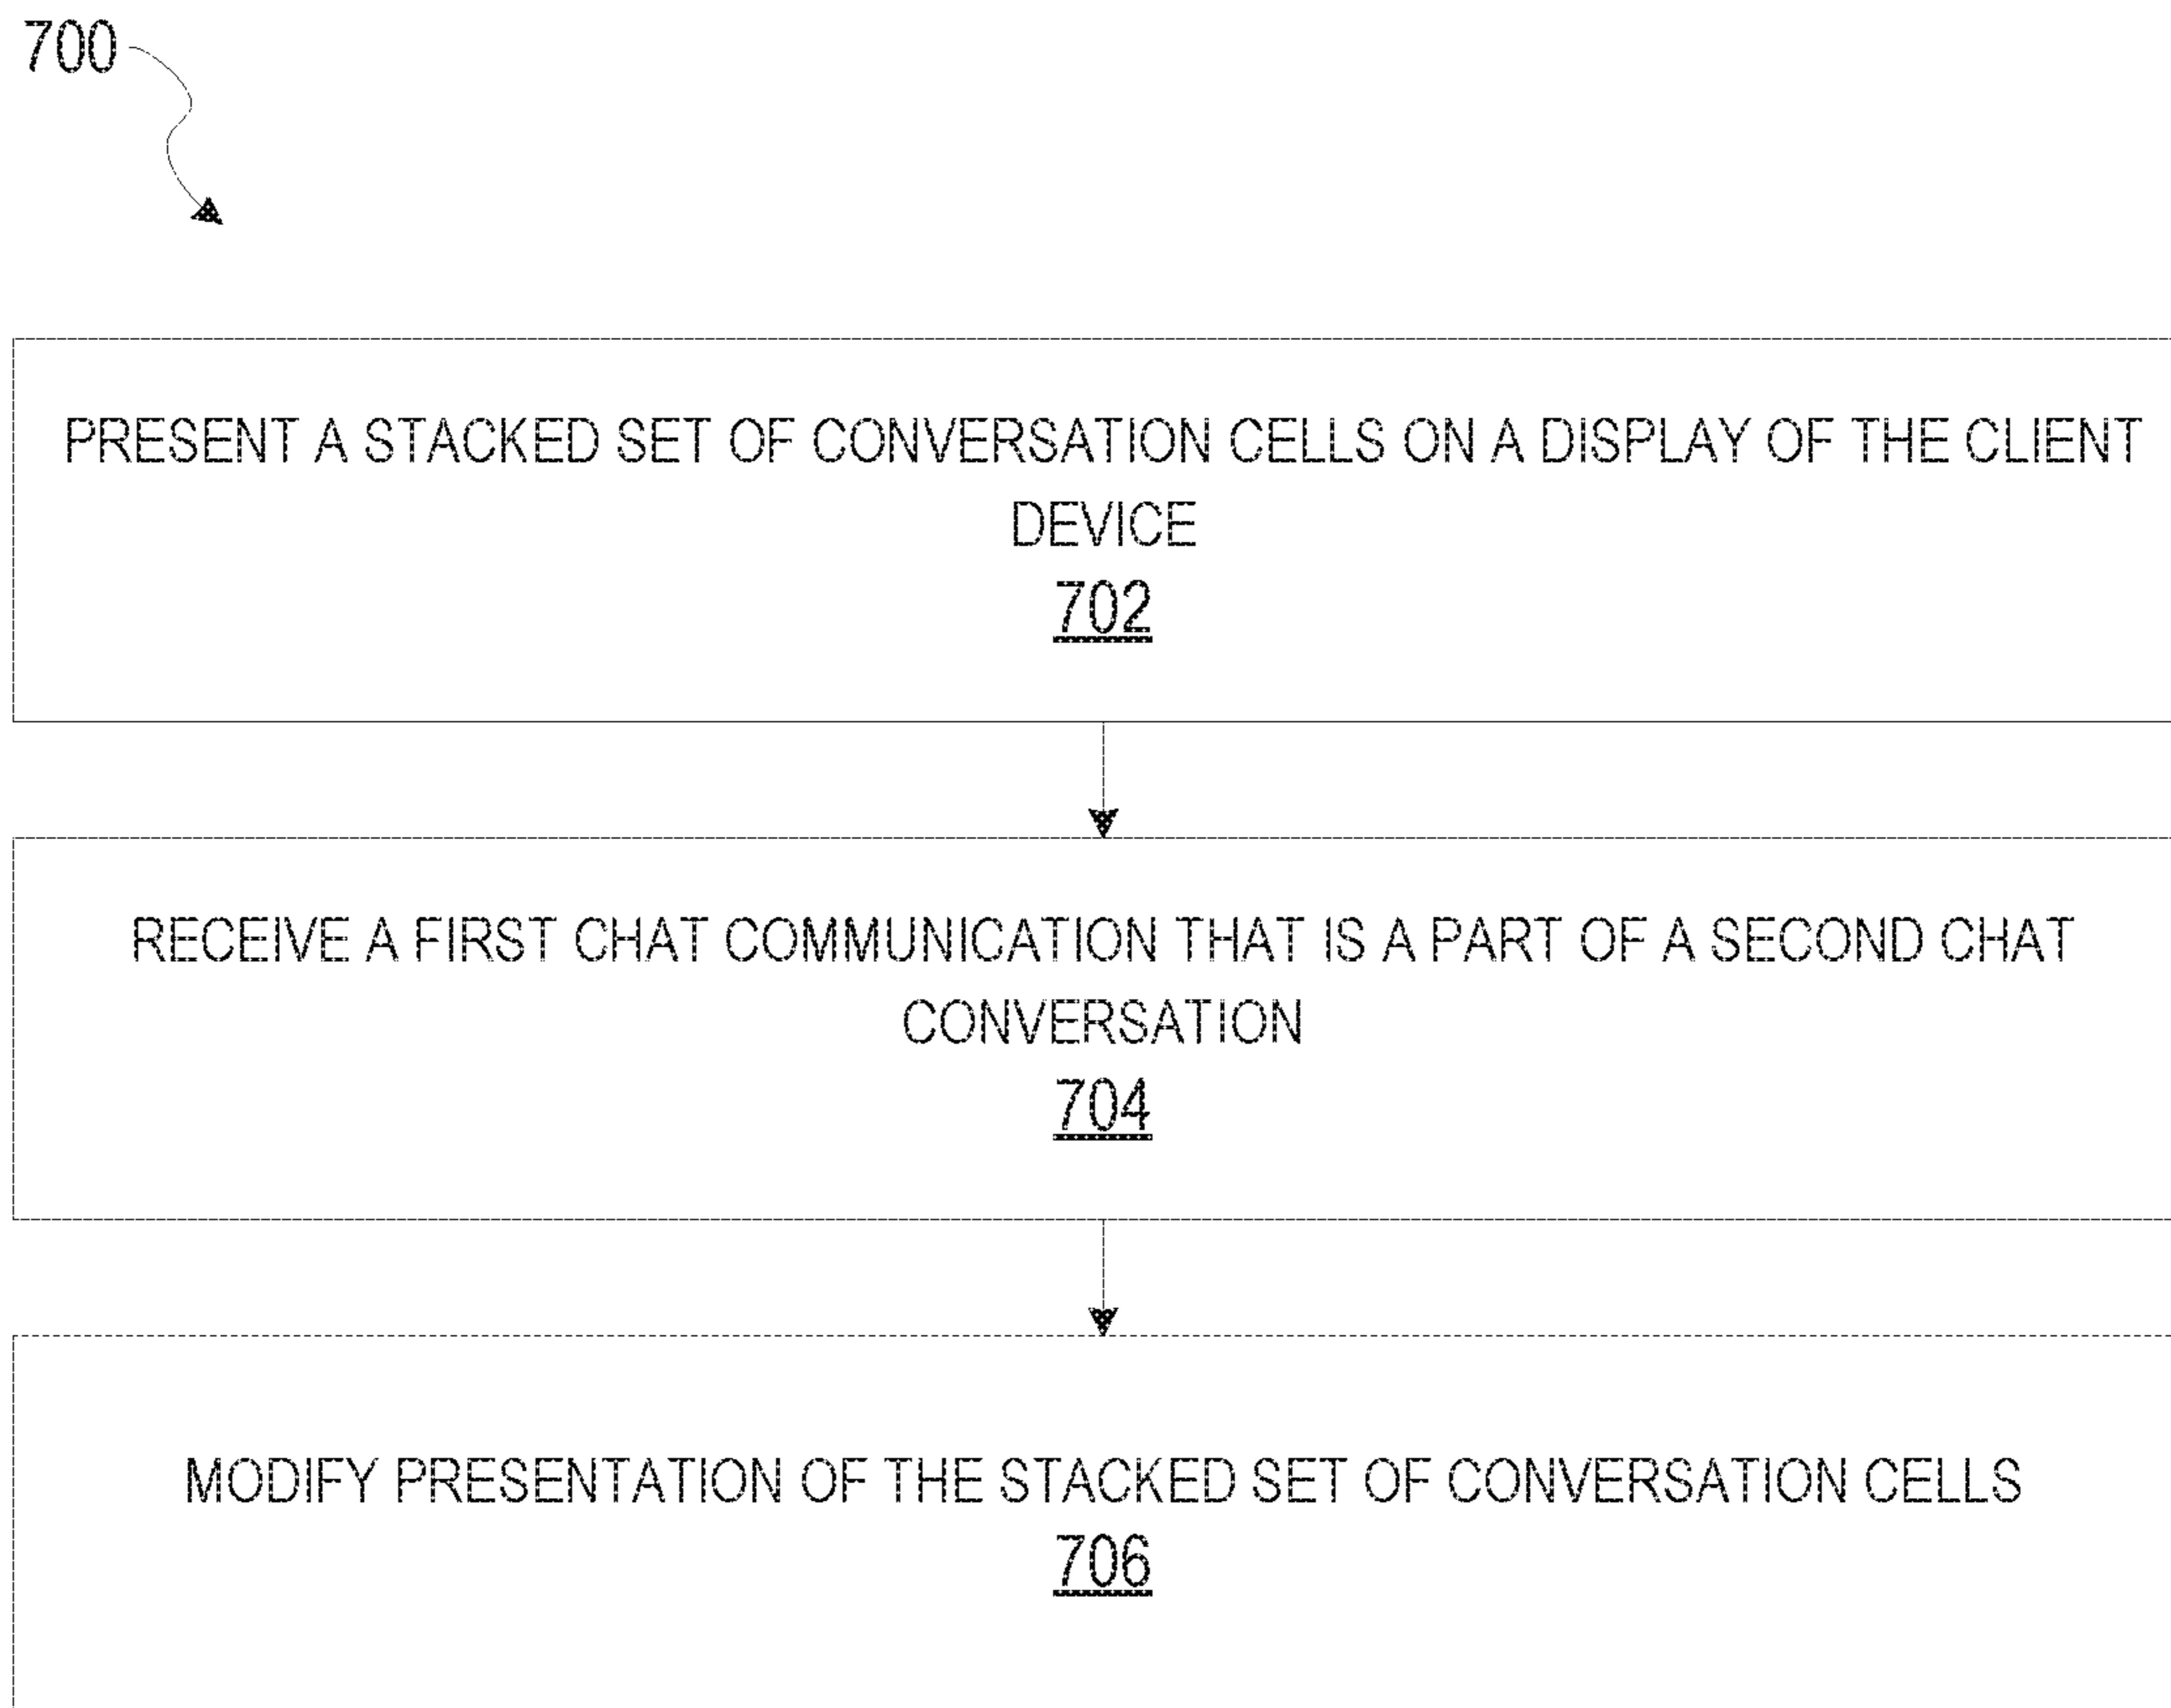 700
PRESENT A STACKED SET OF CONVERSATION CELLS ON A DISPLAY OF THE CLIENT
DEVICE
702
RECEIVE A FIRST CHAT COMMUNICATION THAT IS A PART OF A SECOND CHAT
CONVERSATION
704
MODIFY PRESENTATION OF THE STACKED SET OF CONVERSATION CELLS
706